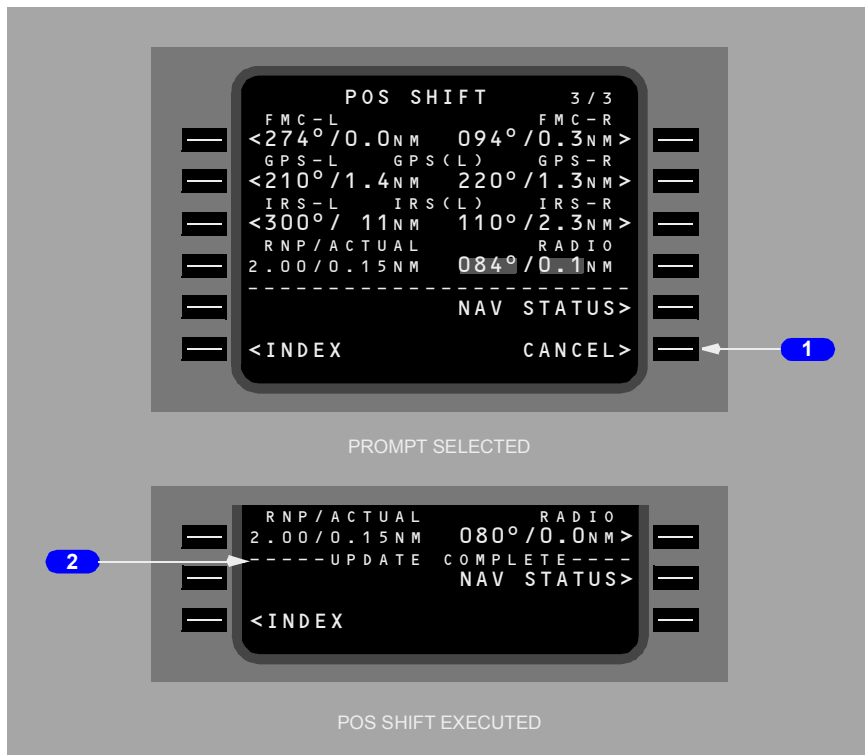 POS SHIFT 3/3
FMC-L FMC-R
<274°/0.0NM 094°/0.3NM>
GPS-L GPS(L) GPS-R
<210°/1.4NM 220°/1.3NM>
IRS-L IRS(L) IRS-R
<300°/ 11NM 110°/2.3NM>
RNP/ACTUAL RADIO
2.00/0.15NM 084°/0.1NM
--------------------------
NAV STATUS>
<INDEX CANCEL>
1
PROMPT SELECTED
RNP/ACTUAL RADIO
2.00/0.15NM 080°/0.0NM>
2
-----UPDATE COMPLETE----
NAV STATUS>
<INDEX
POS SHIFT EXECUTED